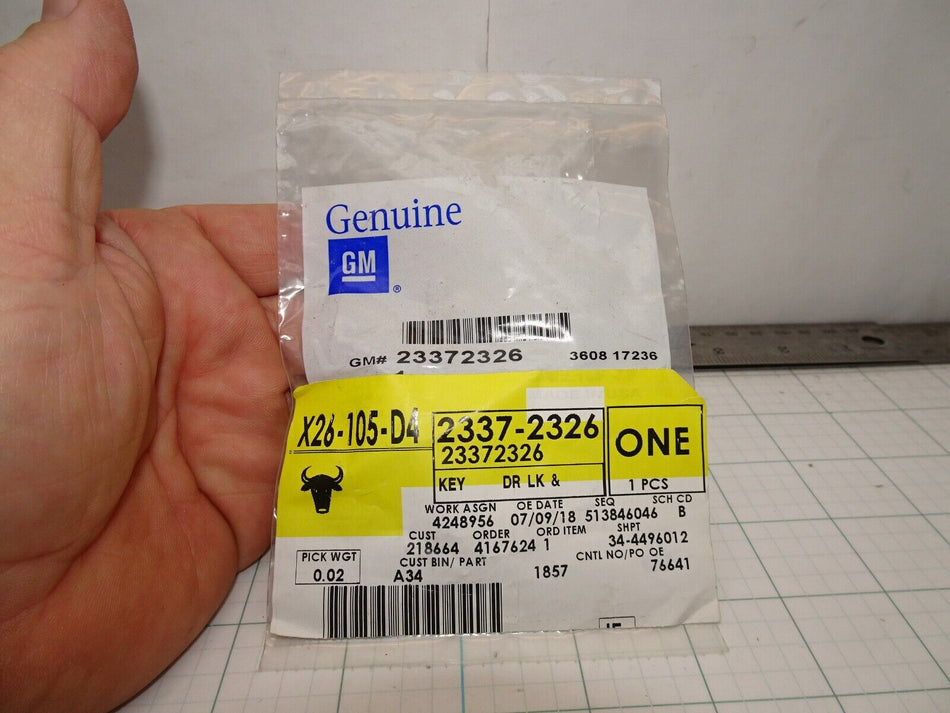 Genuine
GM ®
GM# 23372326 3608 17236
X26-105-D4
2337-2326
23372326
KEY DR LK &
ONE
1 PCS
WORK ASGN OE DATE SEQ SCH CD
4248956 07/09/18 513846046 B
CUST ORDER ORD ITEM SHPT
218664 4167624 1 34-4496012
CUST BIN/ PART CNTL NO/PO OE
A34 1857 76641
PICK WGT
0.02